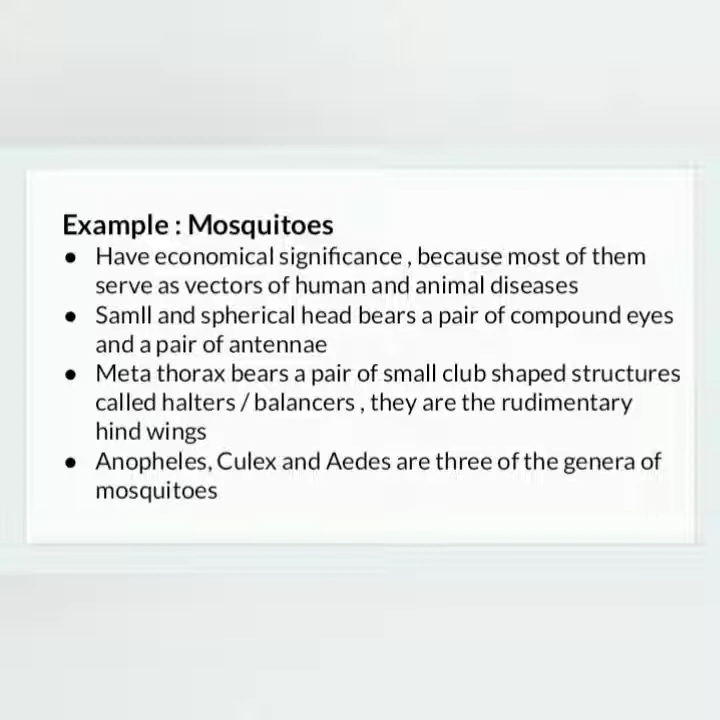 Example : Mosquitoes
● Have economical significance , because most of them
serve as vectors of human and animal diseases
● Samll and spherical head bears a pair of compound eyes
and a pair of antennae
● Meta thorax bears a pair of small club shaped structures
called halters / balancers , they are the rudimentary
hind wings
● Anopheles, Culex and Aedes are three of the genera of
mosquitoes